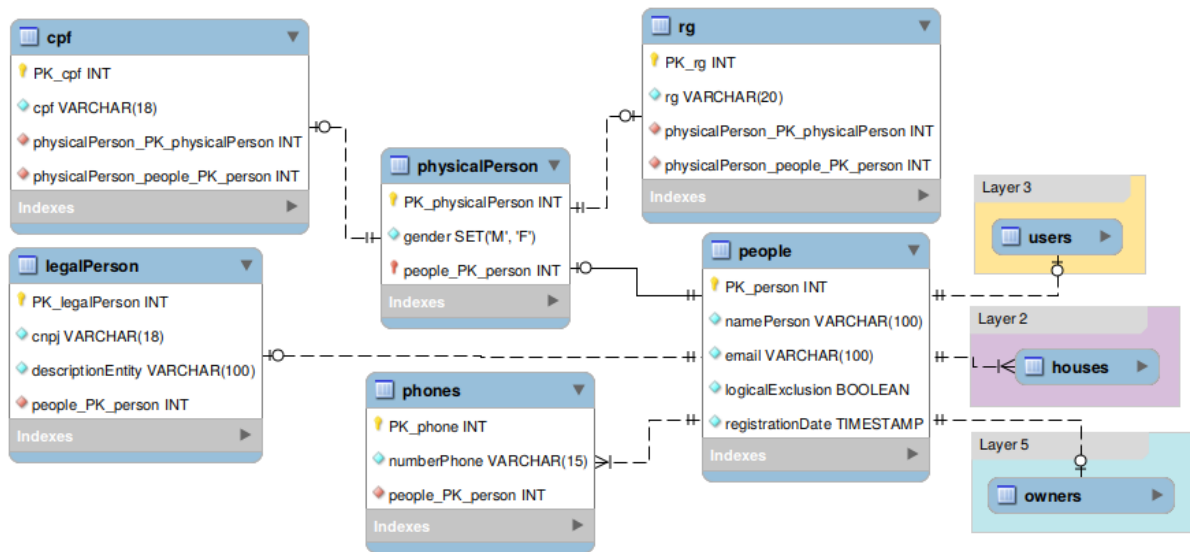 cpf
PK_cpf INT
cpf VARCHAR(18)
physicalPerson_PK_physicalPerson INT
physicalPerson_people_PK_person INT
Indexes
rg
PK_rg INT
rg VARCHAR(20)
physicalPerson_PK_physicalPerson INT
physicalPerson_people_PK_person INT
Indexes
physicalPerson
PK_physicalPerson INT
gender SET('M', 'F')
people_PK_person INT
Indexes
legalPerson
PK_legalPerson INT
cnpj VARCHAR(18)
descriptionEntity VARCHAR(100)
people_PK_person INT
Indexes
people
PK_person INT
namePerson VARCHAR(100)
email VARCHAR(100)
logicalExclusion BOOLEAN
registrationDate TIMESTAMP
Indexes
phones
PK_phone INT
numberPhone VARCHAR(15)
people_PK_person INT
Indexes
Layer 3
users
Layer 2
houses
Layer 5
owners